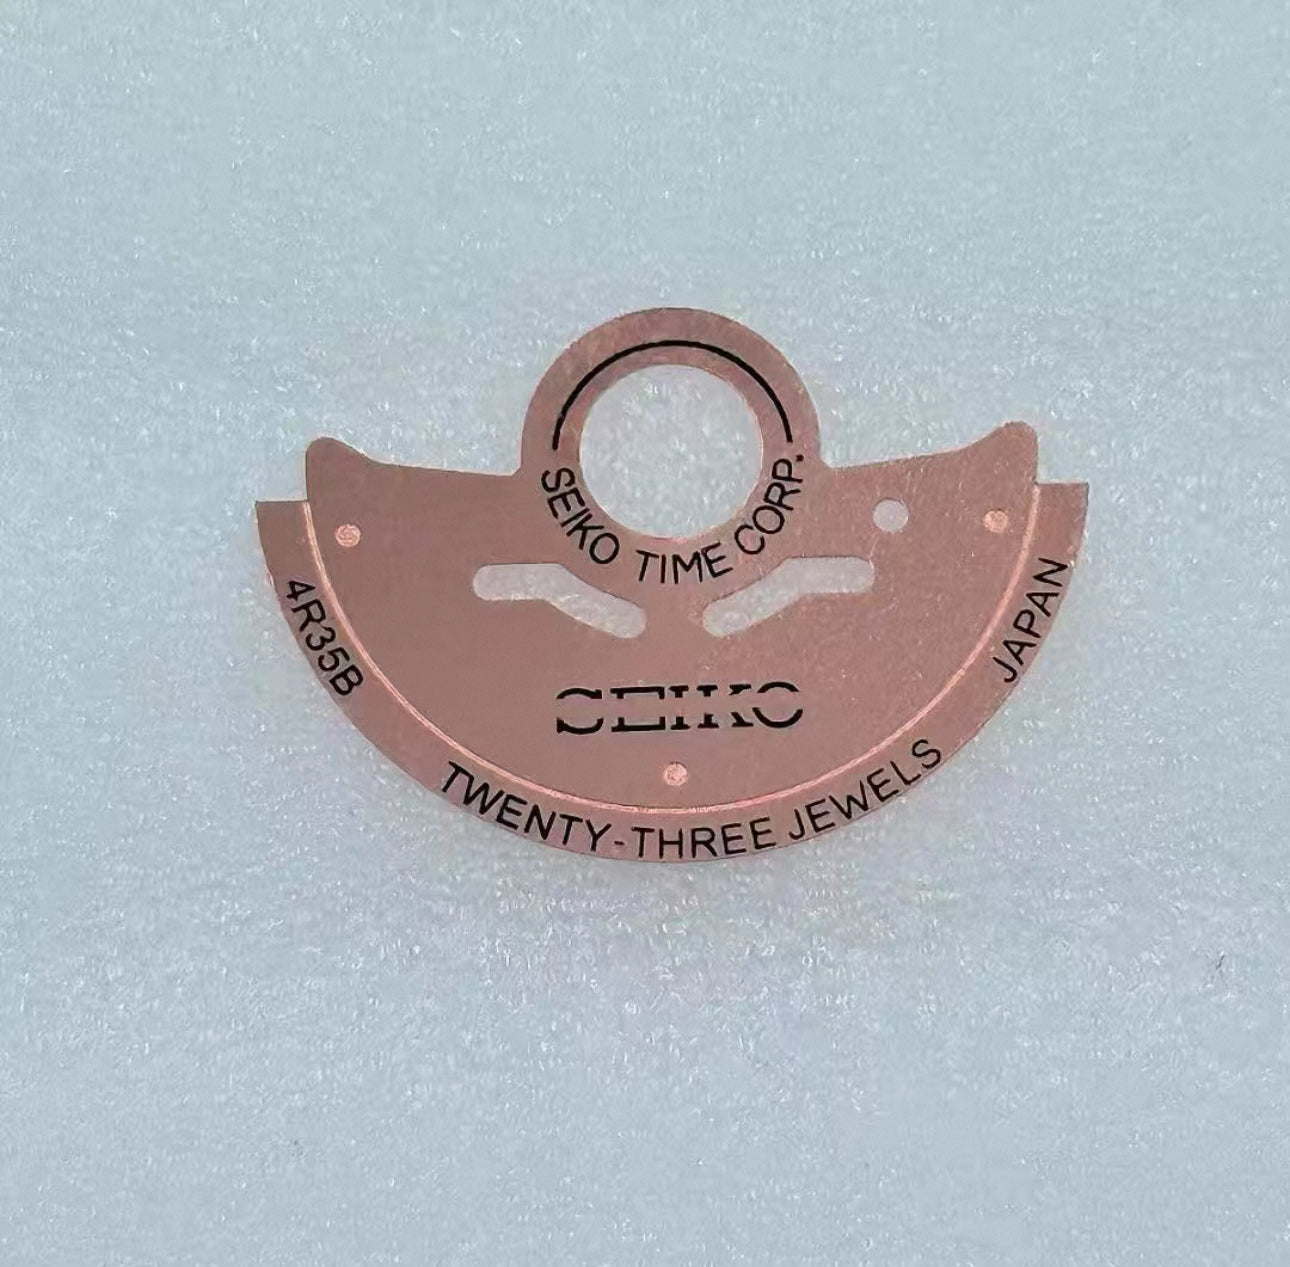 SEIKO TIME CORP.
SEIKO
4R35B
TWENTY-THREE JEWELS
JAPAN